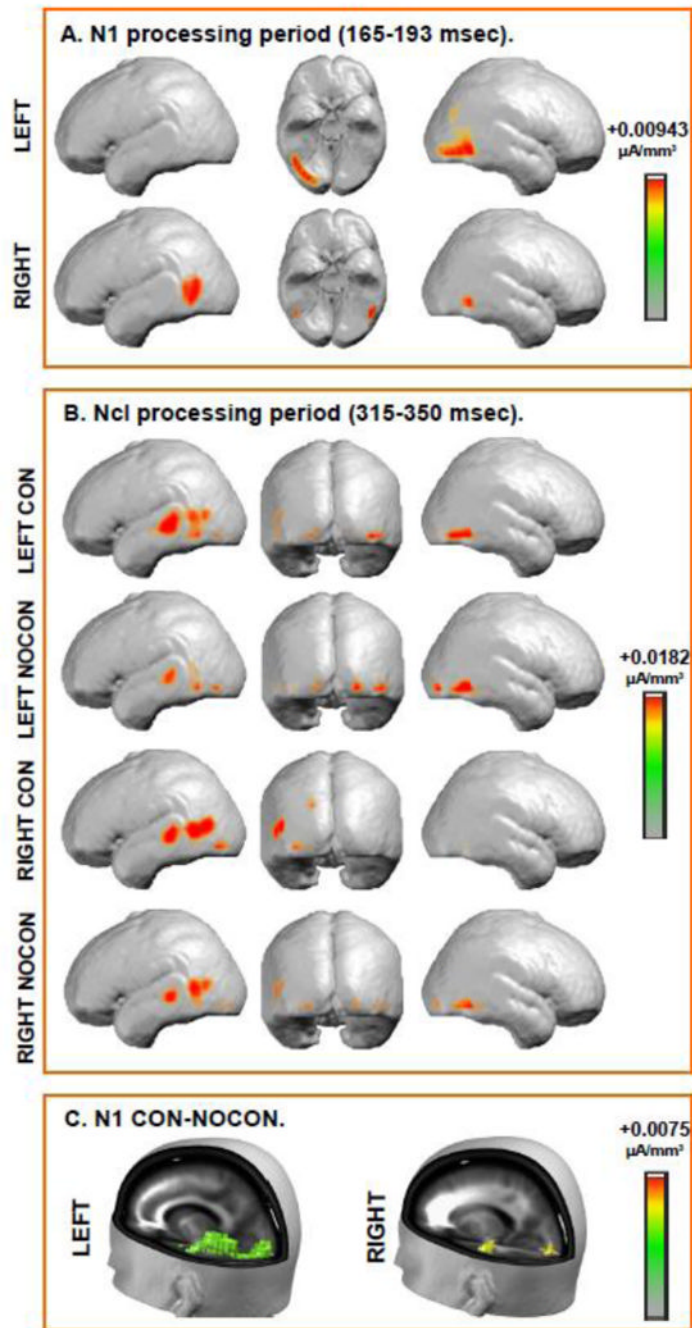 A. N1 processing period (165-193 msec).
LEFT
+0.00943
µA/mm³
RIGHT
B. Ncl processing period (315-350 msec).
LEFT CON
LEFT NOCON
+0.0182
µA/mm³
RIGHT CON
RIGHT NOCON
C. N1 CON-NOCON.
+0.0075
µA/mm³
LEFT
RIGHT